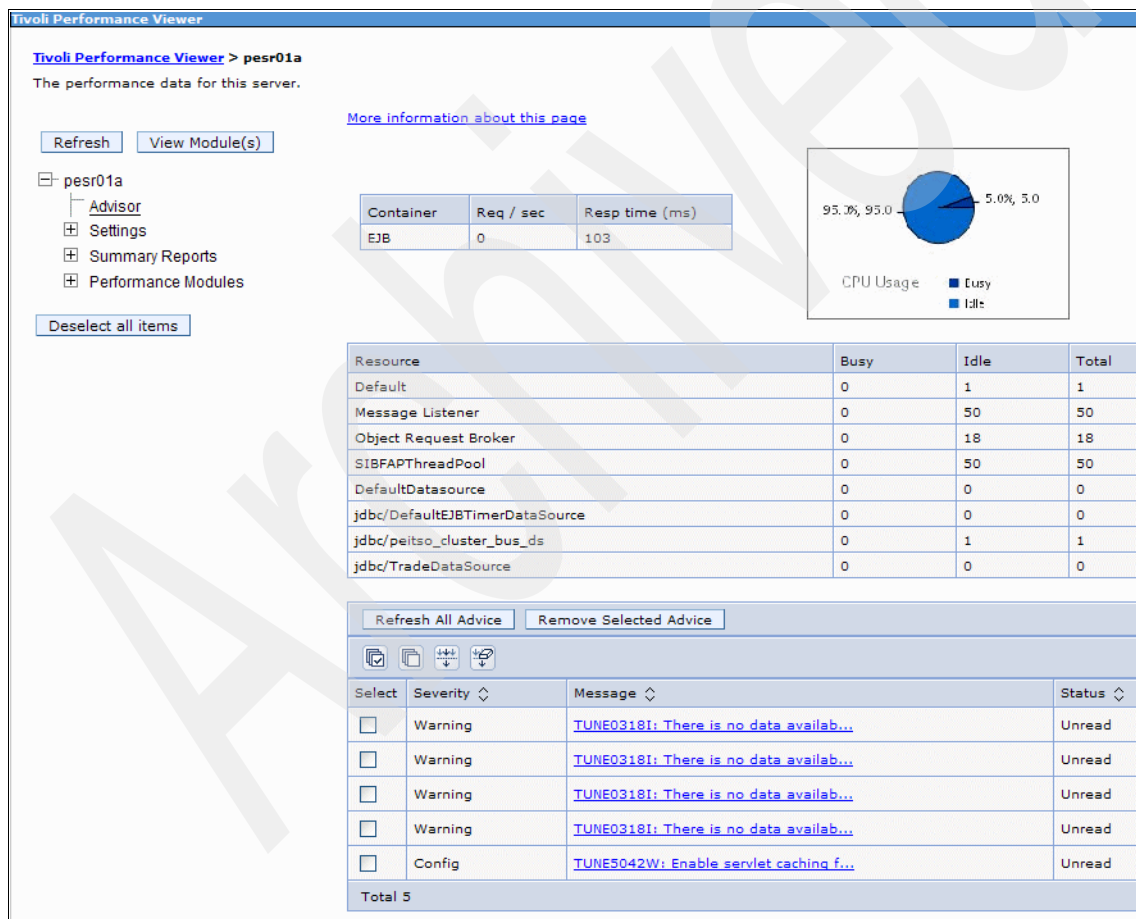 Tivoli Performance Viewer
Tivoli Performance Viewer > pesr01a
The performance data for this server.
More information about this page
Refresh View Module(s)
pesr01a
Advisor
Settings
Summary Reports
Performance Modules
Deselect all items
Container Req / sec Resp time (ms)
EJB 0 103
95.0%, 95.0 5.0%, 5.0
CPU Usage Busy
Idle
Resource Busy Idle Total
Default 0 1 1
Message Listener 0 50 50
Object Request Broker 0 18 18
SIBFAPThreadPool 0 50 50
DefaultDatasource 0 0 0
jdbc/DefaultEJBTimerDataSource 0 0 0
jdbc/peitso_cluster_bus_ds 0 1 1
jdbc/TradeDataSource 0 0 0
Refresh All Advice Remove Selected Advice
Select Severity Message Status
Warning TUNE0318I: There is no data availab... Unread
Warning TUNE0318I: There is no data availab... Unread
Warning TUNE0318I: There is no data availab... Unread
Warning TUNE0318I: There is no data availab... Unread
Config TUNE5042W: Enable servlet caching f... Unread
Total 5
Archived